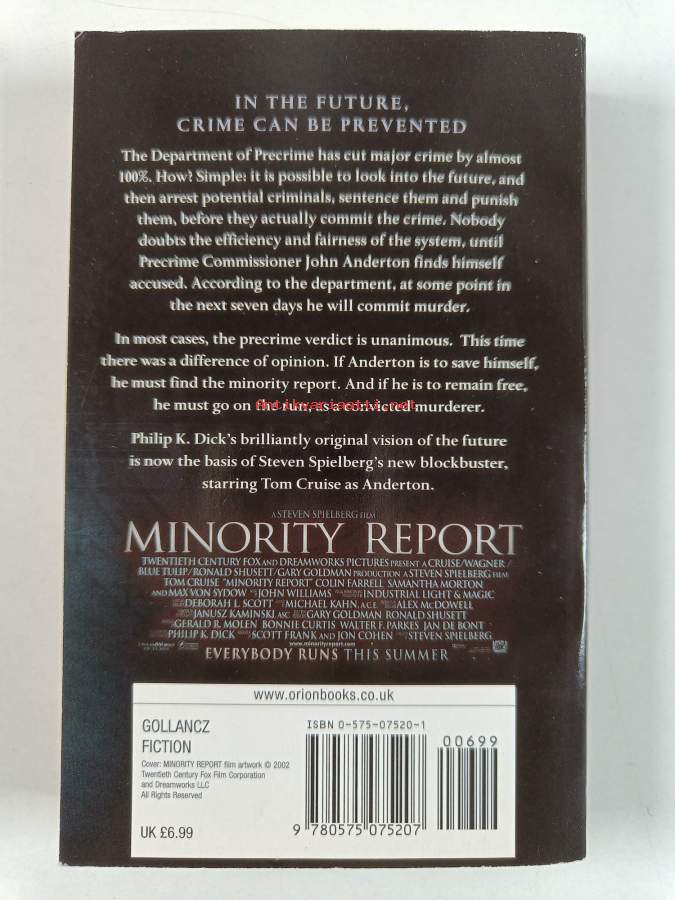 IN THE FUTURE,
CRIME CAN BE PREVENTED
The Department of Precrime has cut major crime by almost
100%. How? Simple: it is possible to look into the future, and
then arrest potential criminals, sentence them and punish
them, before they actually commit the crime. Nobody
doubts the efficiency and fairness of the system, until
Precrime Commissioner John Anderton finds himself
accused. According to the department, at some point in
the next seven days he will commit murder.
In most cases, the precrime verdict is unanimous. This time
there was a difference of opinion. If Anderton is to save himself,
he must find the minority report. And if he is to remain free,
he must go on the run, as a convicted murderer.
antikvariaatti.net
Philip K. Dick's brilliantly original vision of the future
is now the basis of Steven Spielberg's new blockbuster,
starring Tom Cruise as Anderton.
A STEVEN SPIELBERG FILM
MINORITY REPORT
TWENTIETH CENTURY FOX AND DREAMWORKS PICTURES PRESENT A CRUISE/WAGNER/
BLUE TULIP/RONALD SHUSETT/GARY GOLDMAN PRODUCTION A STEVEN SPIELBERG FILM
TOM CRUISE "MINORITY REPORT" COLIN FARRELL SAMANTHA MORTON
AND MAX VON SYDOW JOHN WILLIAMS INDUSTRIAL LIGHT & MAGIC
DEBORAH L. SCOTT MICHAEL KAHN, A.C.E. ALEX McDOWELL
JANUSZ KAMINSKI ASC GARY GOLDMAN RONALD SHUSETT
GERALD R. MOLEN BONNIE CURTIS WALTER F. PARKES JAN DE BONT
PHILIP K. DICK SCOTT FRANK AND JON COHEN STEVEN SPIELBERG
www.minorityreport.com
EVERYBODY RUNS THIS SUMMER
www.orionbooks.co.uk
GOLLANCZ
FICTION
Cover: MINORITY REPORT film artwork © 2002
Twentieth Century Fox Film Corporation
and Dreamworks LLC
All Rights Reserved
UK £6.99
ISBN 0-575-07520-1
00699
9 780575 075207